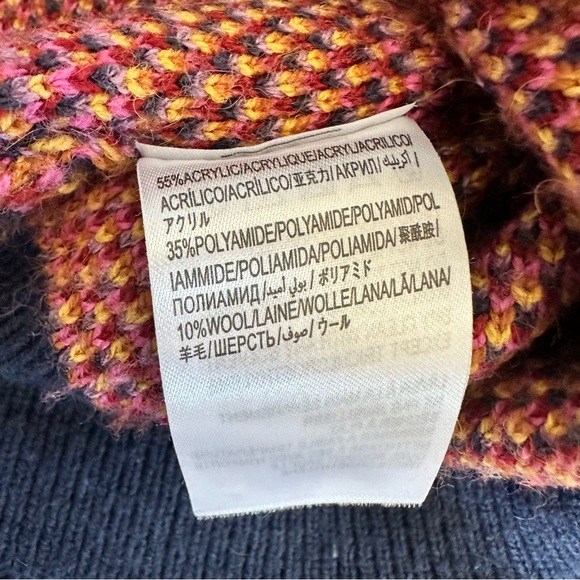 55%ACRYLIC/ACRYLIQUE/ACRYL/ACRILICO/
ACRÍLICO/ACRÍLICO/亚克力/АКРИЛ/أكريليك/
アクリル
35%POLYAMIDE/POLYAMIDE/POLYAMID/POL
IAMMIDE/POLIAMIDA/POLIAMIDA/聚酰胺/
ПОЛИАМИД/بولي أميد/ポリアミド
10%WOOL/LAINE/WOLLE/LANA/LÃ/LANA/
羊毛/ШЕРСТЬ/صوف/ウール